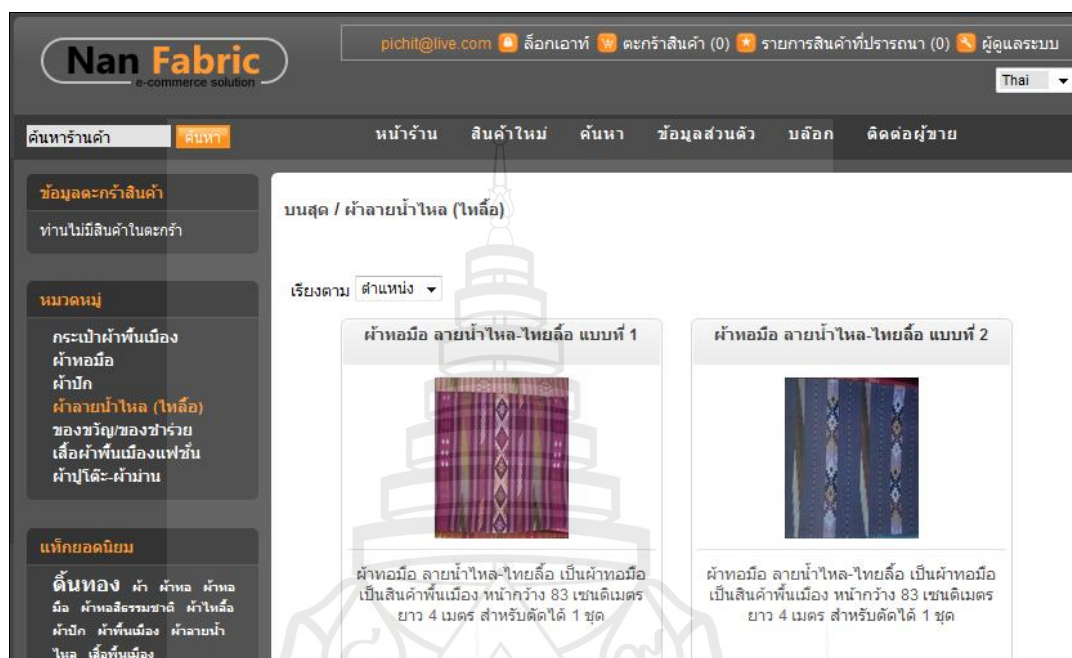 Nan Fabric
e-commerce solution
pichit@live.com ล็อกเอาท์ ตะกร้าสินค้า (0) รายการสินค้าที่ปรารถนา (0) ผู้ดูแลระบบ
Thai
ค้นหาร้านค้า ค้นหา
หน้าร้าน สินค้าใหม่ ค้นหา ข้อมูลส่วนตัว บล๊อก ติดต่อผู้ขาย
ข้อมูลตะกร้าสินค้า
ท่านไม่มีสินค้าในตะกร้า
หมวดหมู่
กระเป๋าผ้าพื้นเมือง
ผ้าทอมือ
ผ้าปัก
ผ้าลายน้ำไหล (ไทลื้อ)
ของขวัญ/ของชำร่วย
เสื้อผ้าพื้นเมืองแฟชั่น
ผ้าปูโต๊ะ-ผ้าม่าน
แท็กยอดนิยม
ดิ้นทอง ผ้า ผ้าทอ ผ้าทอ
มือ ผ้าทอสีธรรมชาติ ผ้าไทลื้อ
ผ้าปัก ผ้าพื้นเมือง ผ้าลายน้ำ
ไหล เสื้อพื้นเมือง
บนสุด / ผ้าลายน้ำไหล (ไทลื้อ)
เรียงตาม ตำแหน่ง
ผ้าทอมือ ลายน้ำไหล-ไทยลื้อ แบบที่ 1
ผ้าทอมือ ลายน้ำไหล-ไทยลื้อ เป็นผ้าทอมือ
เป็นสินค้าพื้นเมือง หน้ากว้าง 83 เซนติเมตร
ยาว 4 เมตร สำหรับตัดได้ 1 ชุด
ผ้าทอมือ ลายน้ำไหล-ไทยลื้อ แบบที่ 2
ผ้าทอมือ ลายน้ำไหล-ไทยลื้อ เป็นผ้าทอมือ
เป็นสินค้าพื้นเมือง หน้ากว้าง 83 เซนติเมตร
ยาว 4 เมตร สำหรับตัดได้ 1 ชุด